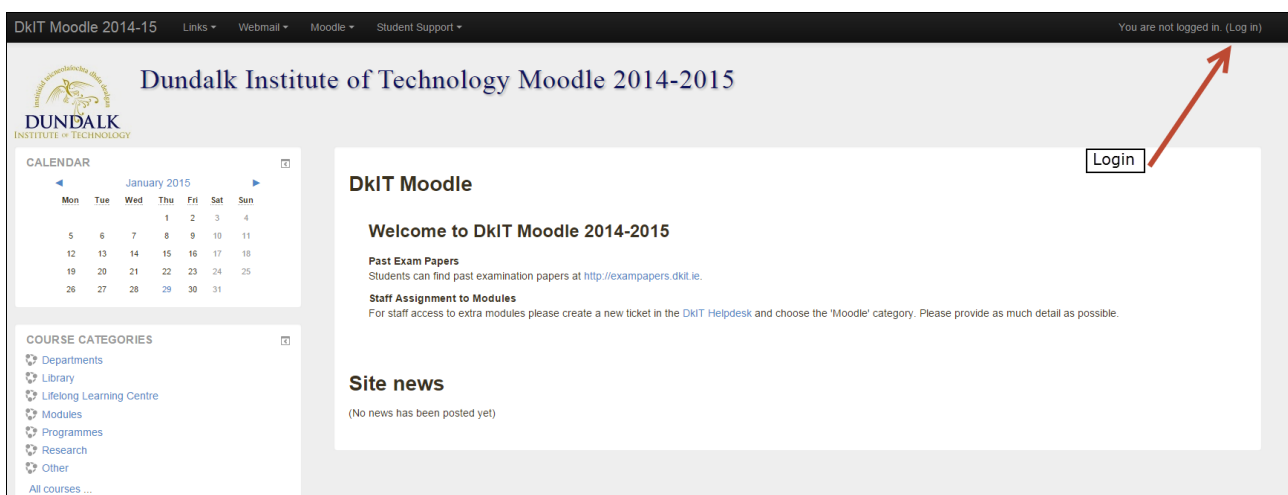 DkIT Moodle 2014-15 Links Webmail Moodle Student Support You are not logged in. (Log in)
Dundalk Institute of Technology Moodle 2014-2015
DUNDALK
INSTITUTE OF TECHNOLOGY
Login
CALENDAR
January 2015
Mon Tue Wed Thu Fri Sat Sun
1 2 3 4
5 6 7 8 9 10 11
12 13 14 15 16 17 18
19 20 21 22 23 24 25
26 27 28 29 30 31
COURSE CATEGORIES
Departments
Library
Lifelong Learning Centre
Modules
Programmes
Research
Other
All courses ...
DkIT Moodle
Welcome to DkIT Moodle 2014-2015
Past Exam Papers
Students can find past examination papers at http://exampapers.dkit.ie.
Staff Assignment to Modules
For staff access to extra modules please create a new ticket in the DkIT Helpdesk and choose the 'Moodle' category. Please provide as much detail as possible.
Site news
(No news has been posted yet)